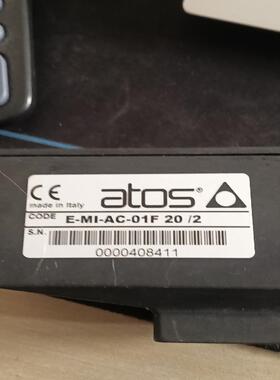 CE
made in Italy
atos®
CODE E-MI-AC-01F 20 /2
S.N.
0000408411